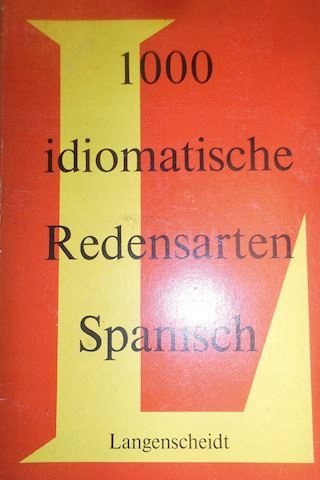 1000
idiomatische
Redensarten
Spanisch
Langenscheidt